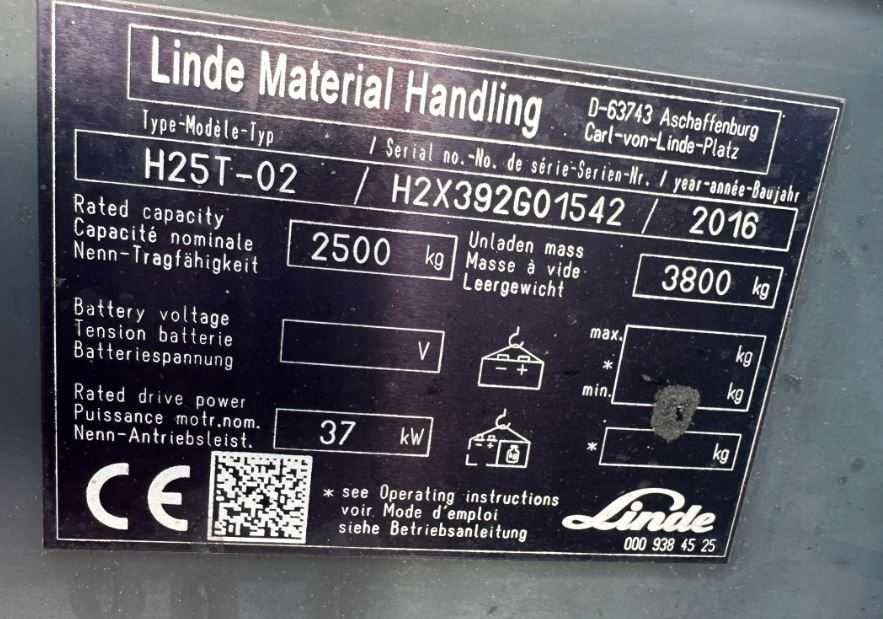 Linde Material Handling
D-63743 Aschaffenburg
Carl-von-Linde-Platz
Type-Modèle-Typ / Serial no.-No. de série-Serien-Nr. / year-année-Baujahr
H25T-02 / H2X392G01542 / 2016
Rated capacity
Capacité nominale
Nenn-Tragfähigkeit
2500 kg
Unladen mass
Masse à vide
Leergewicht
3800 kg
Battery voltage
Tension batterie
Batteriespannung
V
- +
max. kg
*
min. kg
Rated drive power
Puissance motr.nom.
Nenn-Antriebsleist.
37 kW
- +
kg
* kg
CE
* see Operating instructions
voir. Mode d'emploi
siehe Betriebsanleitung
Linde
000 938 45 25